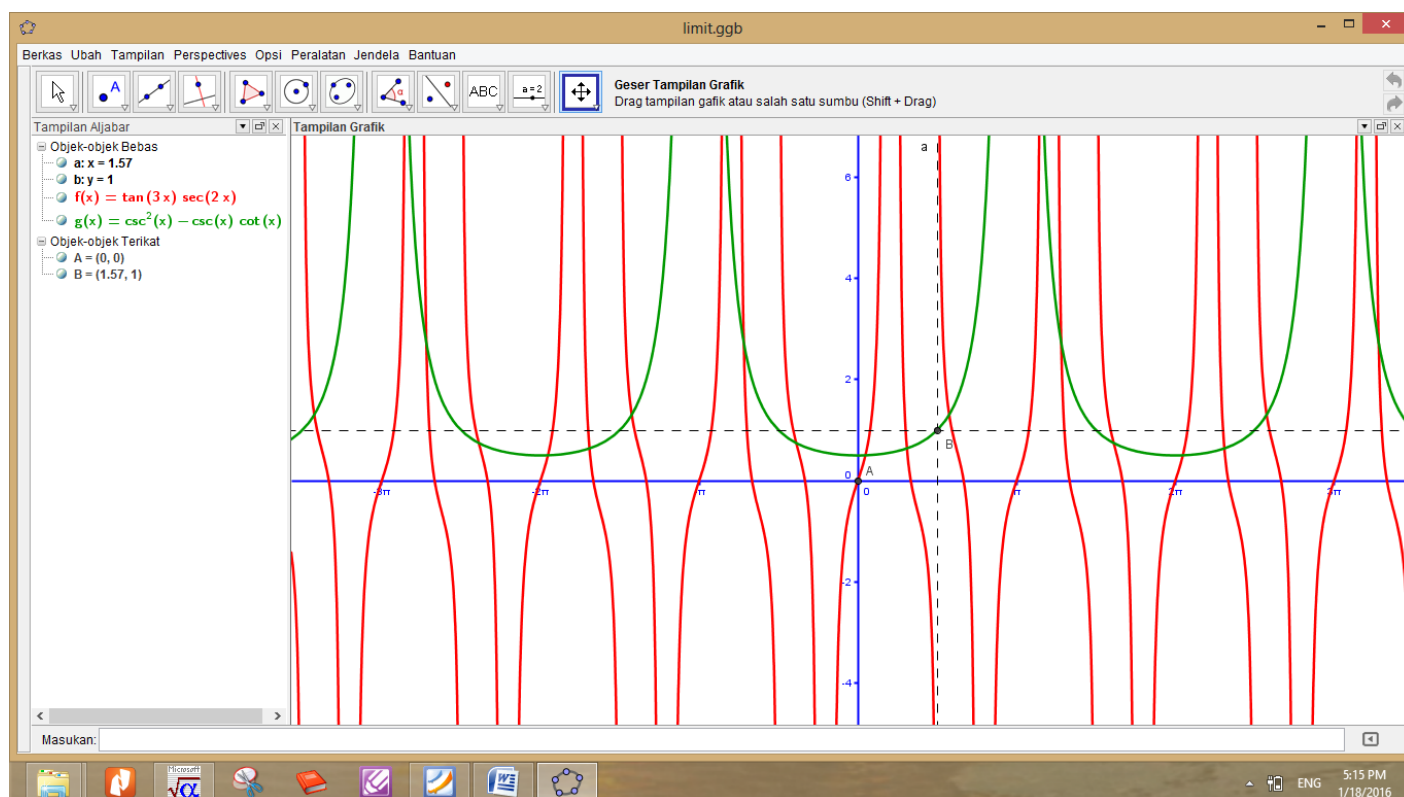 limit.ggb
Berkas Ubah Tampilan Perspectives Opsi Peralatan Jendela Bantuan
A
α
ABC
a = 2
Geser Tampilan Grafik
Drag tampilan gafik atau salah satu sumbu (Shift + Drag)
Tampilan Aljabar
Objek-objek Bebas
a: x = 1.57
b: y = 1
f(x) = tan(3 x) sec(2 x)
g(x) = csc²(x) − csc(x) cot(x)
Objek-objek Terikat
A = (0, 0)
B = (1.57, 1)
Tampilan Grafik
a
6
4
2
B
0
A
-3π
-2π
-π
0
π
2π
3π
-2
-4
Masukan:
Microsoft
√α
W
ENG
5:15 PM
1/18/2016